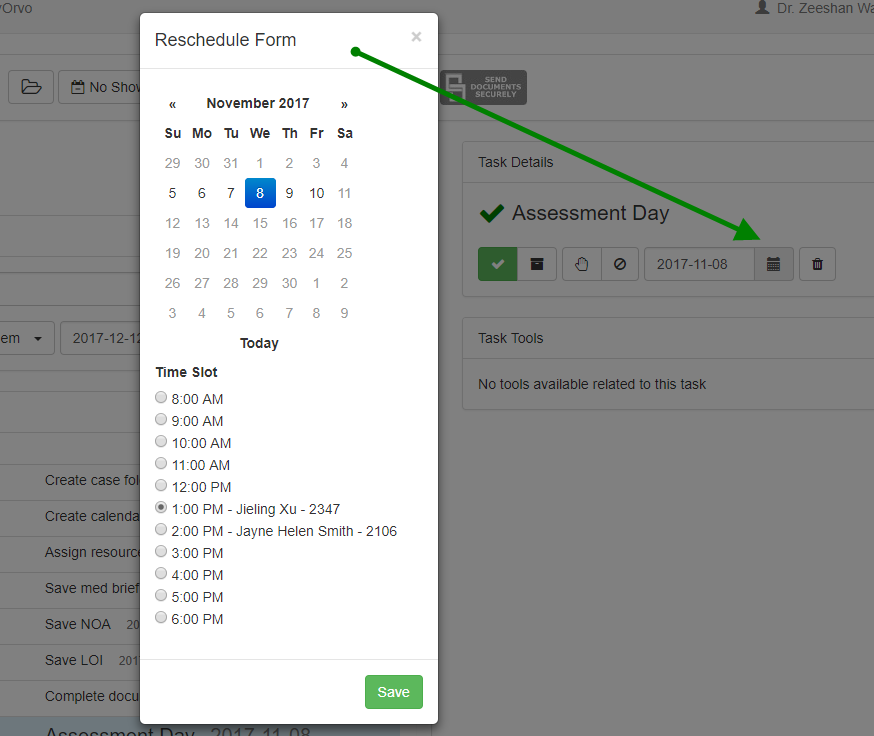 Orvo
Dr. Zeeshan Wa
No Show
SEND
DOCUMENTS
SECURELY
Reschedule Form
×
« November 2017 »
Su Mo Tu We Th Fr Sa
29 30 31 1 2 3 4
5 6 7 8 9 10 11
12 13 14 15 16 17 18
19 20 21 22 23 24 25
26 27 28 29 30 1 2
3 4 5 6 7 8 9
Today
Time Slot
8:00 AM
9:00 AM
10:00 AM
11:00 AM
12:00 PM
1:00 PM - Jieling Xu - 2347
2:00 PM - Jayne Helen Smith - 2106
3:00 PM
4:00 PM
5:00 PM
6:00 PM
Save
Task Details
Assessment Day
2017-11-08
Task Tools
No tools available related to this task
em
2017-12-12
Create case fol
Create calenda
Assign resource
Save med brief
Save NOA 20
Save LOI 201
Complete docu
Assessment Day 2017-11-08